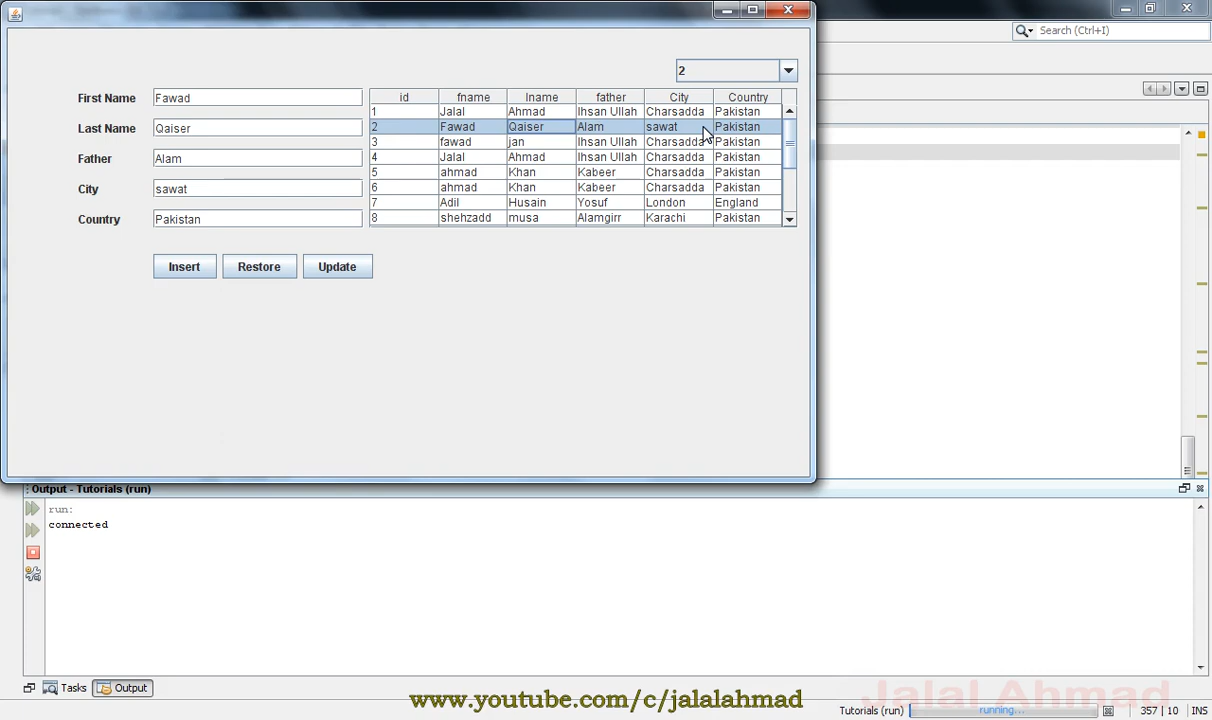 Search (Ctrl+I)
2
First Name Fawad
Last Name Qaiser
Father Alam
City sawat
Country Pakistan
id fname lname father City Country
1 Jalal Ahmad Ihsan Ullah Charsadda Pakistan
2 Fawad Qaiser Alam sawat Pakistan
3 fawad jan Ihsan Ullah Charsadda Pakistan
4 Jalal Ahmad Ihsan Ullah Charsadda Pakistan
5 ahmad Khan Kabeer Charsadda Pakistan
6 ahmad Khan Kabeer Charsadda Pakistan
7 Adil Husain Yosuf London England
8 shehzadd musa Alamgirr Karachi Pakistan
Insert Restore Update
Output - Tutorials (run)
run:
connected
Tasks Output
www.youtube.com/c/jalalahmad
Jalal Ahmad
Tutorials (run) running... 357 | 10 INS